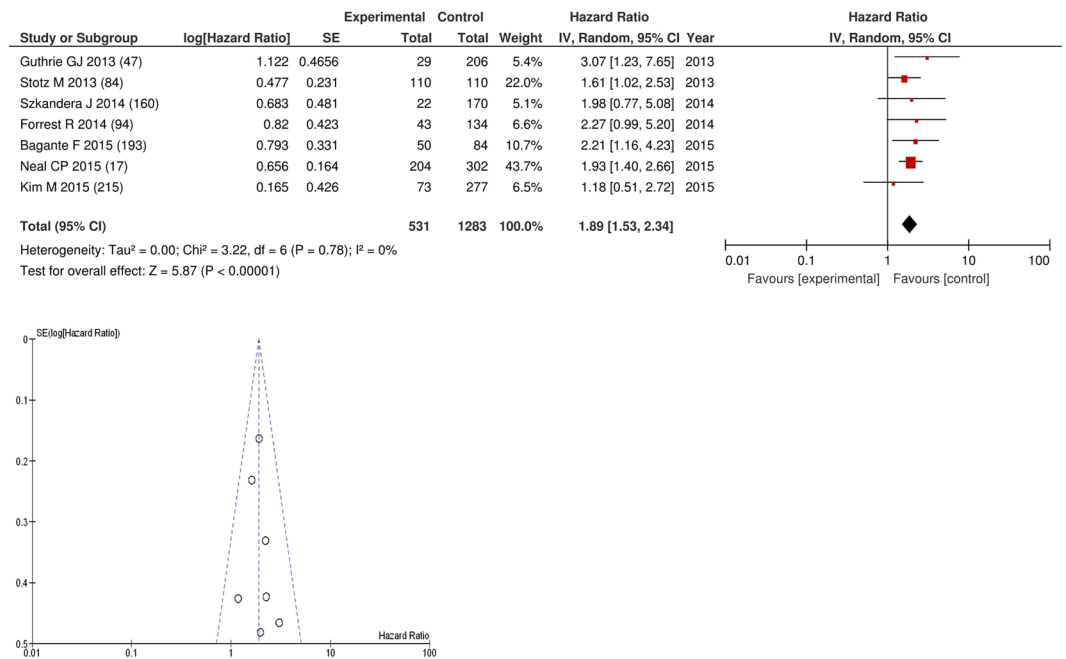 Experimental Control Hazard Ratio Hazard Ratio
Study or Subgroup log[Hazard Ratio] SE Total Total Weight IV, Random, 95% CI Year IV, Random, 95% CI
Guthrie GJ 2013 (47) 1.122 0.4656 29 206 5.4% 3.07 [1.23, 7.65] 2013
Stotz M 2013 (84) 0.477 0.231 110 110 22.0% 1.61 [1.02, 2.53] 2013
Szkandera J 2014 (160) 0.683 0.481 22 170 5.1% 1.98 [0.77, 5.08] 2014
Forrest R 2014 (94) 0.82 0.423 43 134 6.6% 2.27 [0.99, 5.20] 2014
Bagante F 2015 (193) 0.793 0.331 50 84 10.7% 2.21 [1.16, 4.23] 2015
Neal CP 2015 (17) 0.656 0.164 204 302 43.7% 1.93 [1.40, 2.66] 2015
Kim M 2015 (215) 0.165 0.426 73 277 6.5% 1.18 [0.51, 2.72] 2015
Total (95% CI) 531 1283 100.0% 1.89 [1.53, 2.34]
Heterogeneity: Tau² = 0.00; Chi² = 3.22, df = 6 (P = 0.78); I² = 0%
Test for overall effect: Z = 5.87 (P < 0.00001)
0.01 0.1 1 10 100
Favours [experimental] Favours [control]
SE(log[Hazard Ratio])
0
0.1
0.2
0.3
0.4
0.5
Hazard Ratio
0.01 0.1 1 10 100